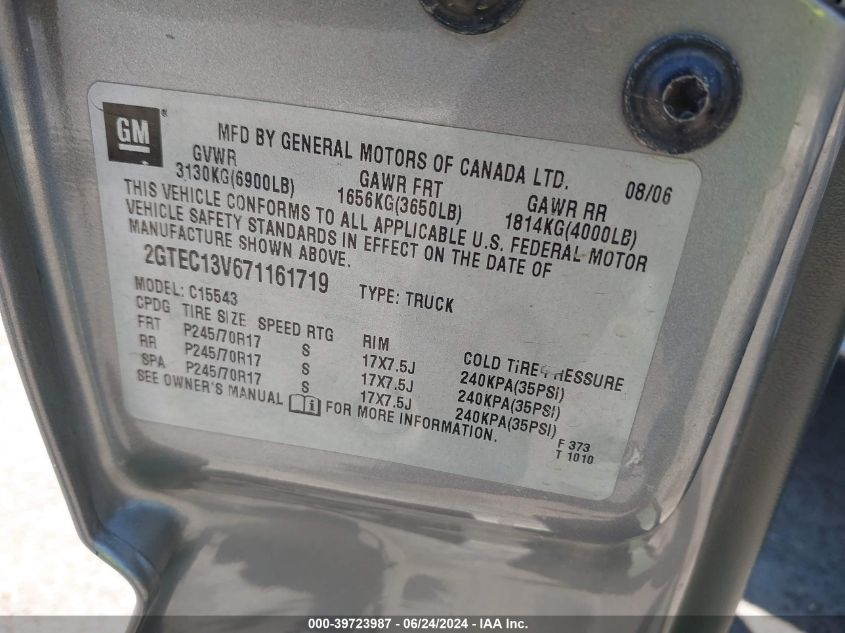 GM ®
MFD BY GENERAL MOTORS OF CANADA LTD.
08/06
GVWR GAWR FRT GAWR RR
3130KG(6900LB) 1656KG(3650LB) 1814KG(4000LB)
THIS VEHICLE CONFORMS TO ALL APPLICABLE U.S. FEDERAL MOTOR
VEHICLE SAFETY STANDARDS IN EFFECT ON THE DATE OF
MANUFACTURE SHOWN ABOVE.
2GTEC13V671161719 TYPE: TRUCK
MODEL: C15543
CPDG TIRE SIZE SPEED RTG RIM COLD TIRE PRESSURE
FRT P245/70R17 S 17X7.5J 240KPA(35PSI)
RR P245/70R17 S 17X7.5J 240KPA(35PSI)
SPA P245/70R17 S 17X7.5J 240KPA(35PSI)
SEE OWNER'S MANUAL i FOR MORE INFORMATION.
F 373
T 1010
000-39723987 - 06/24/2024 - IAA Inc.